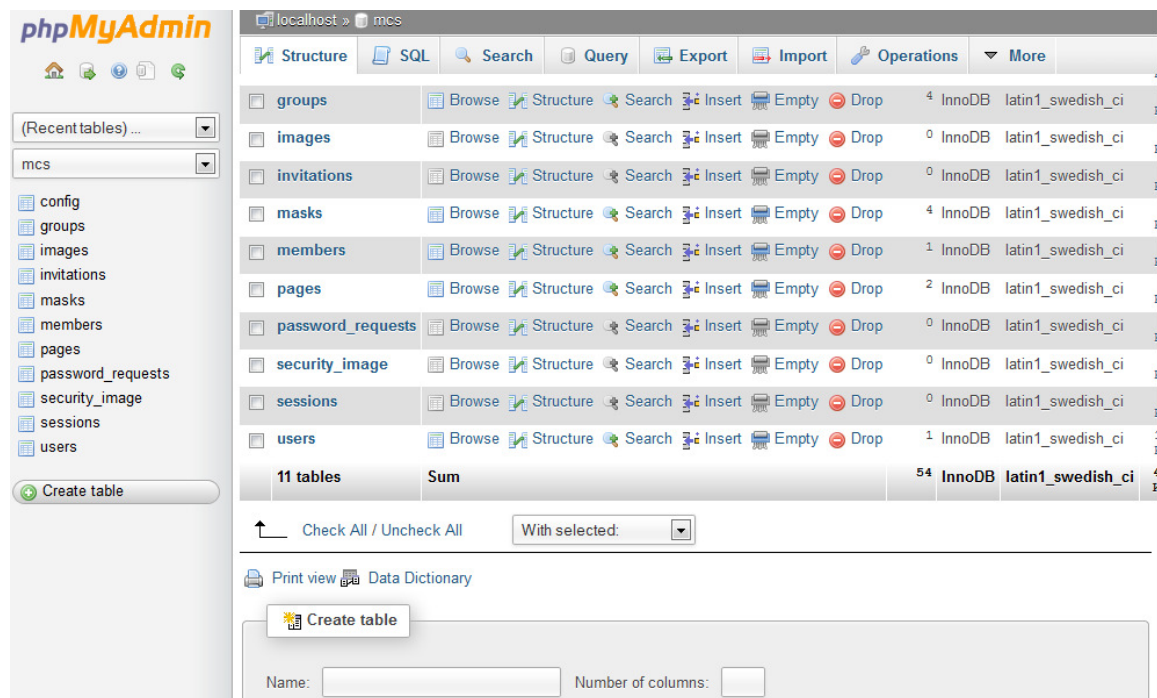 phpMyAdmin
(Recent tables) ...
mcs
config
groups
images
invitations
masks
members
pages
password_requests
security_image
sessions
users
Create table
localhost » mcs
Structure SQL Search Query Export Import Operations More
groups Browse Structure Search Insert Empty Drop 4 InnoDB latin1_swedish_ci
images Browse Structure Search Insert Empty Drop 0 InnoDB latin1_swedish_ci
invitations Browse Structure Search Insert Empty Drop 0 InnoDB latin1_swedish_ci
masks Browse Structure Search Insert Empty Drop 4 InnoDB latin1_swedish_ci
members Browse Structure Search Insert Empty Drop 1 InnoDB latin1_swedish_ci
pages Browse Structure Search Insert Empty Drop 2 InnoDB latin1_swedish_ci
password_requests Browse Structure Search Insert Empty Drop 0 InnoDB latin1_swedish_ci
security_image Browse Structure Search Insert Empty Drop 0 InnoDB latin1_swedish_ci
sessions Browse Structure Search Insert Empty Drop 0 InnoDB latin1_swedish_ci
users Browse Structure Search Insert Empty Drop 1 InnoDB latin1_swedish_ci
11 tables Sum 54 InnoDB latin1_swedish_ci
Check All / Uncheck All With selected:
Print view Data Dictionary
Create table
Name: Number of columns: